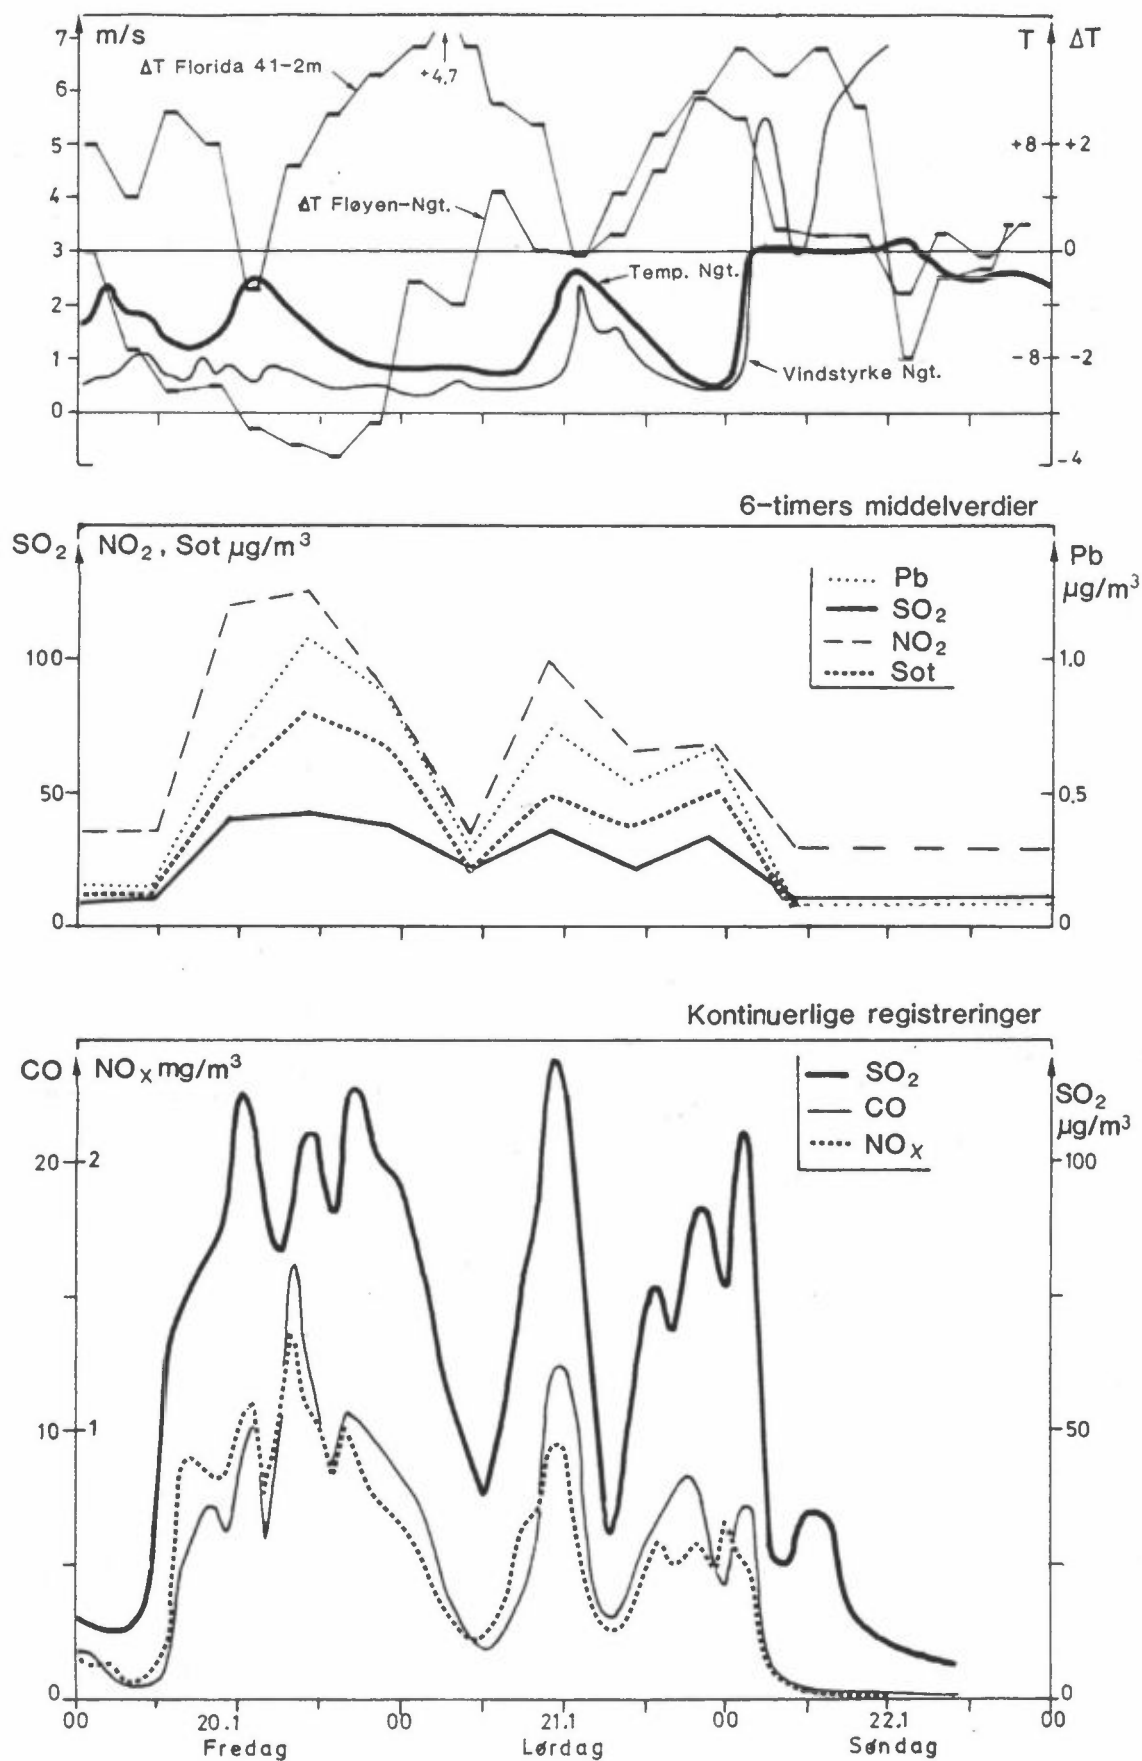 7 m/s T ΔT
ΔT Florida 41-2m
+4,7
6
5 +8 +2
4
ΔT Fløyen-Ngt.
3 0
Temp. Ngt.
2
1 -8 -2
Vindstyrke Ngt.
0
-4
6-timers middelverdier
SO2 NO2, Sot µg/m3 Pb µg/m3
Pb
SO2
NO2
Sot
100 1.0
50 0.5
0 0
Kontinuerlige registreringer
CO NOX mg/m3 SO2 µg/m3
SO2
CO
NOX
20 2 100
10 1 50
0 0
00 20.1 00 21.1 00 22.1 00
Fredag Lørdag Søndag